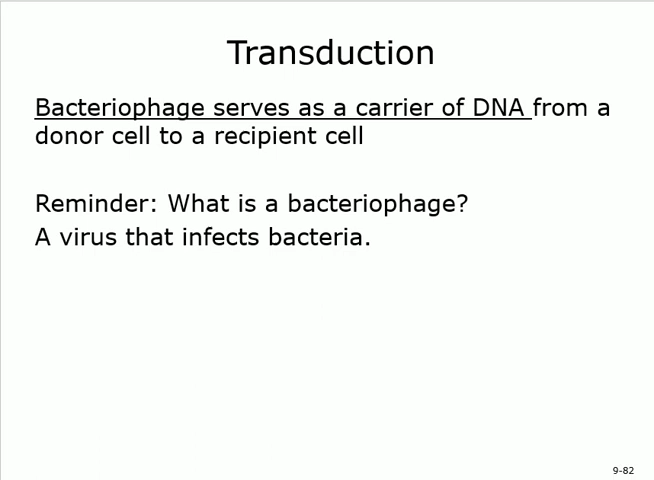 Transduction
Bacteriophage serves as a carrier of DNA from a
donor cell to a recipient cell
Reminder: What is a bacteriophage?
A virus that infects bacteria.
9-82